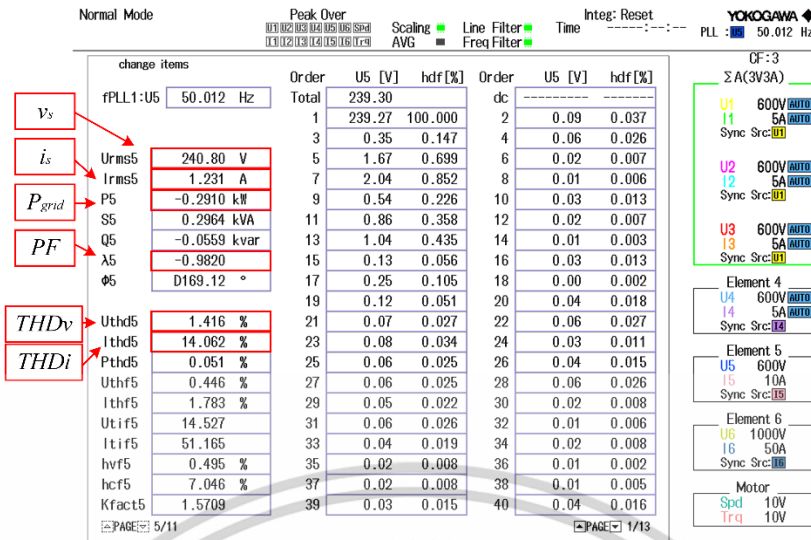 Normal Mode
Peak Over
U1 U2 U3 U4 U5 U6 Spd
I1 I2 I3 I4 I5 I6 Trq
Scaling
AVG
Line Filter
Freq Filter
Time -----:--:--
Integ: Reset
YOKOGAWA
PLL : U5 50.012 Hz
change items
fPLL1:U5 50.012 Hz
vs
is
Pgrid
PF
THDv
THDi
Urms5 240.80 V
Irms5 1.231 A
P5 -0.2910 kW
S5 0.2964 kVA
Q5 -0.0559 kvar
λ5 -0.9820
Φ5 D169.12 °
Uthd5 1.416 %
Ithd5 14.062 %
Pthd5 0.051 %
Uthf5 0.446 %
Ithf5 1.783 %
Utif5 14.527
Itif5 51.165
hvf5 0.495 %
hcf5 7.046 %
Kfact5 1.5709
PAGE 5/11
Order U5 [V] hdf[%] Order U5 [V] hdf[%]
Total 239.30 dc -------- -------
1 239.27 100.000 2 0.09 0.037
3 0.35 0.147 4 0.06 0.026
5 1.67 0.699 6 0.02 0.007
7 2.04 0.852 8 0.01 0.006
9 0.54 0.226 10 0.03 0.013
11 0.86 0.358 12 0.02 0.007
13 1.04 0.435 14 0.01 0.003
15 0.13 0.056 16 0.03 0.013
17 0.25 0.105 18 0.00 0.002
19 0.12 0.051 20 0.04 0.018
21 0.07 0.027 22 0.06 0.027
23 0.08 0.034 24 0.03 0.011
25 0.06 0.025 26 0.04 0.015
27 0.06 0.025 28 0.06 0.026
29 0.05 0.022 30 0.02 0.008
31 0.06 0.026 32 0.01 0.006
33 0.04 0.019 34 0.02 0.008
35 0.02 0.008 36 0.01 0.002
37 0.02 0.008 38 0.01 0.005
39 0.03 0.015 40 0.04 0.016
PAGE 1/13
CF:3
ΣA(3V3A)
U1 600V AUTO
I1 5A AUTO
Sync Src: U1
U2 600V AUTO
I2 5A AUTO
Sync Src: U1
U3 600V AUTO
I3 5A AUTO
Sync Src: U1
Element 4
U4 600V AUTO
I4 5A AUTO
Sync Src: I4
Element 5
U5 600V
I5 10A
Sync Src: I5
Element 6
U6 1000V
I6 50A
Sync Src: I6
Motor
Spd 10V
Trq 10V